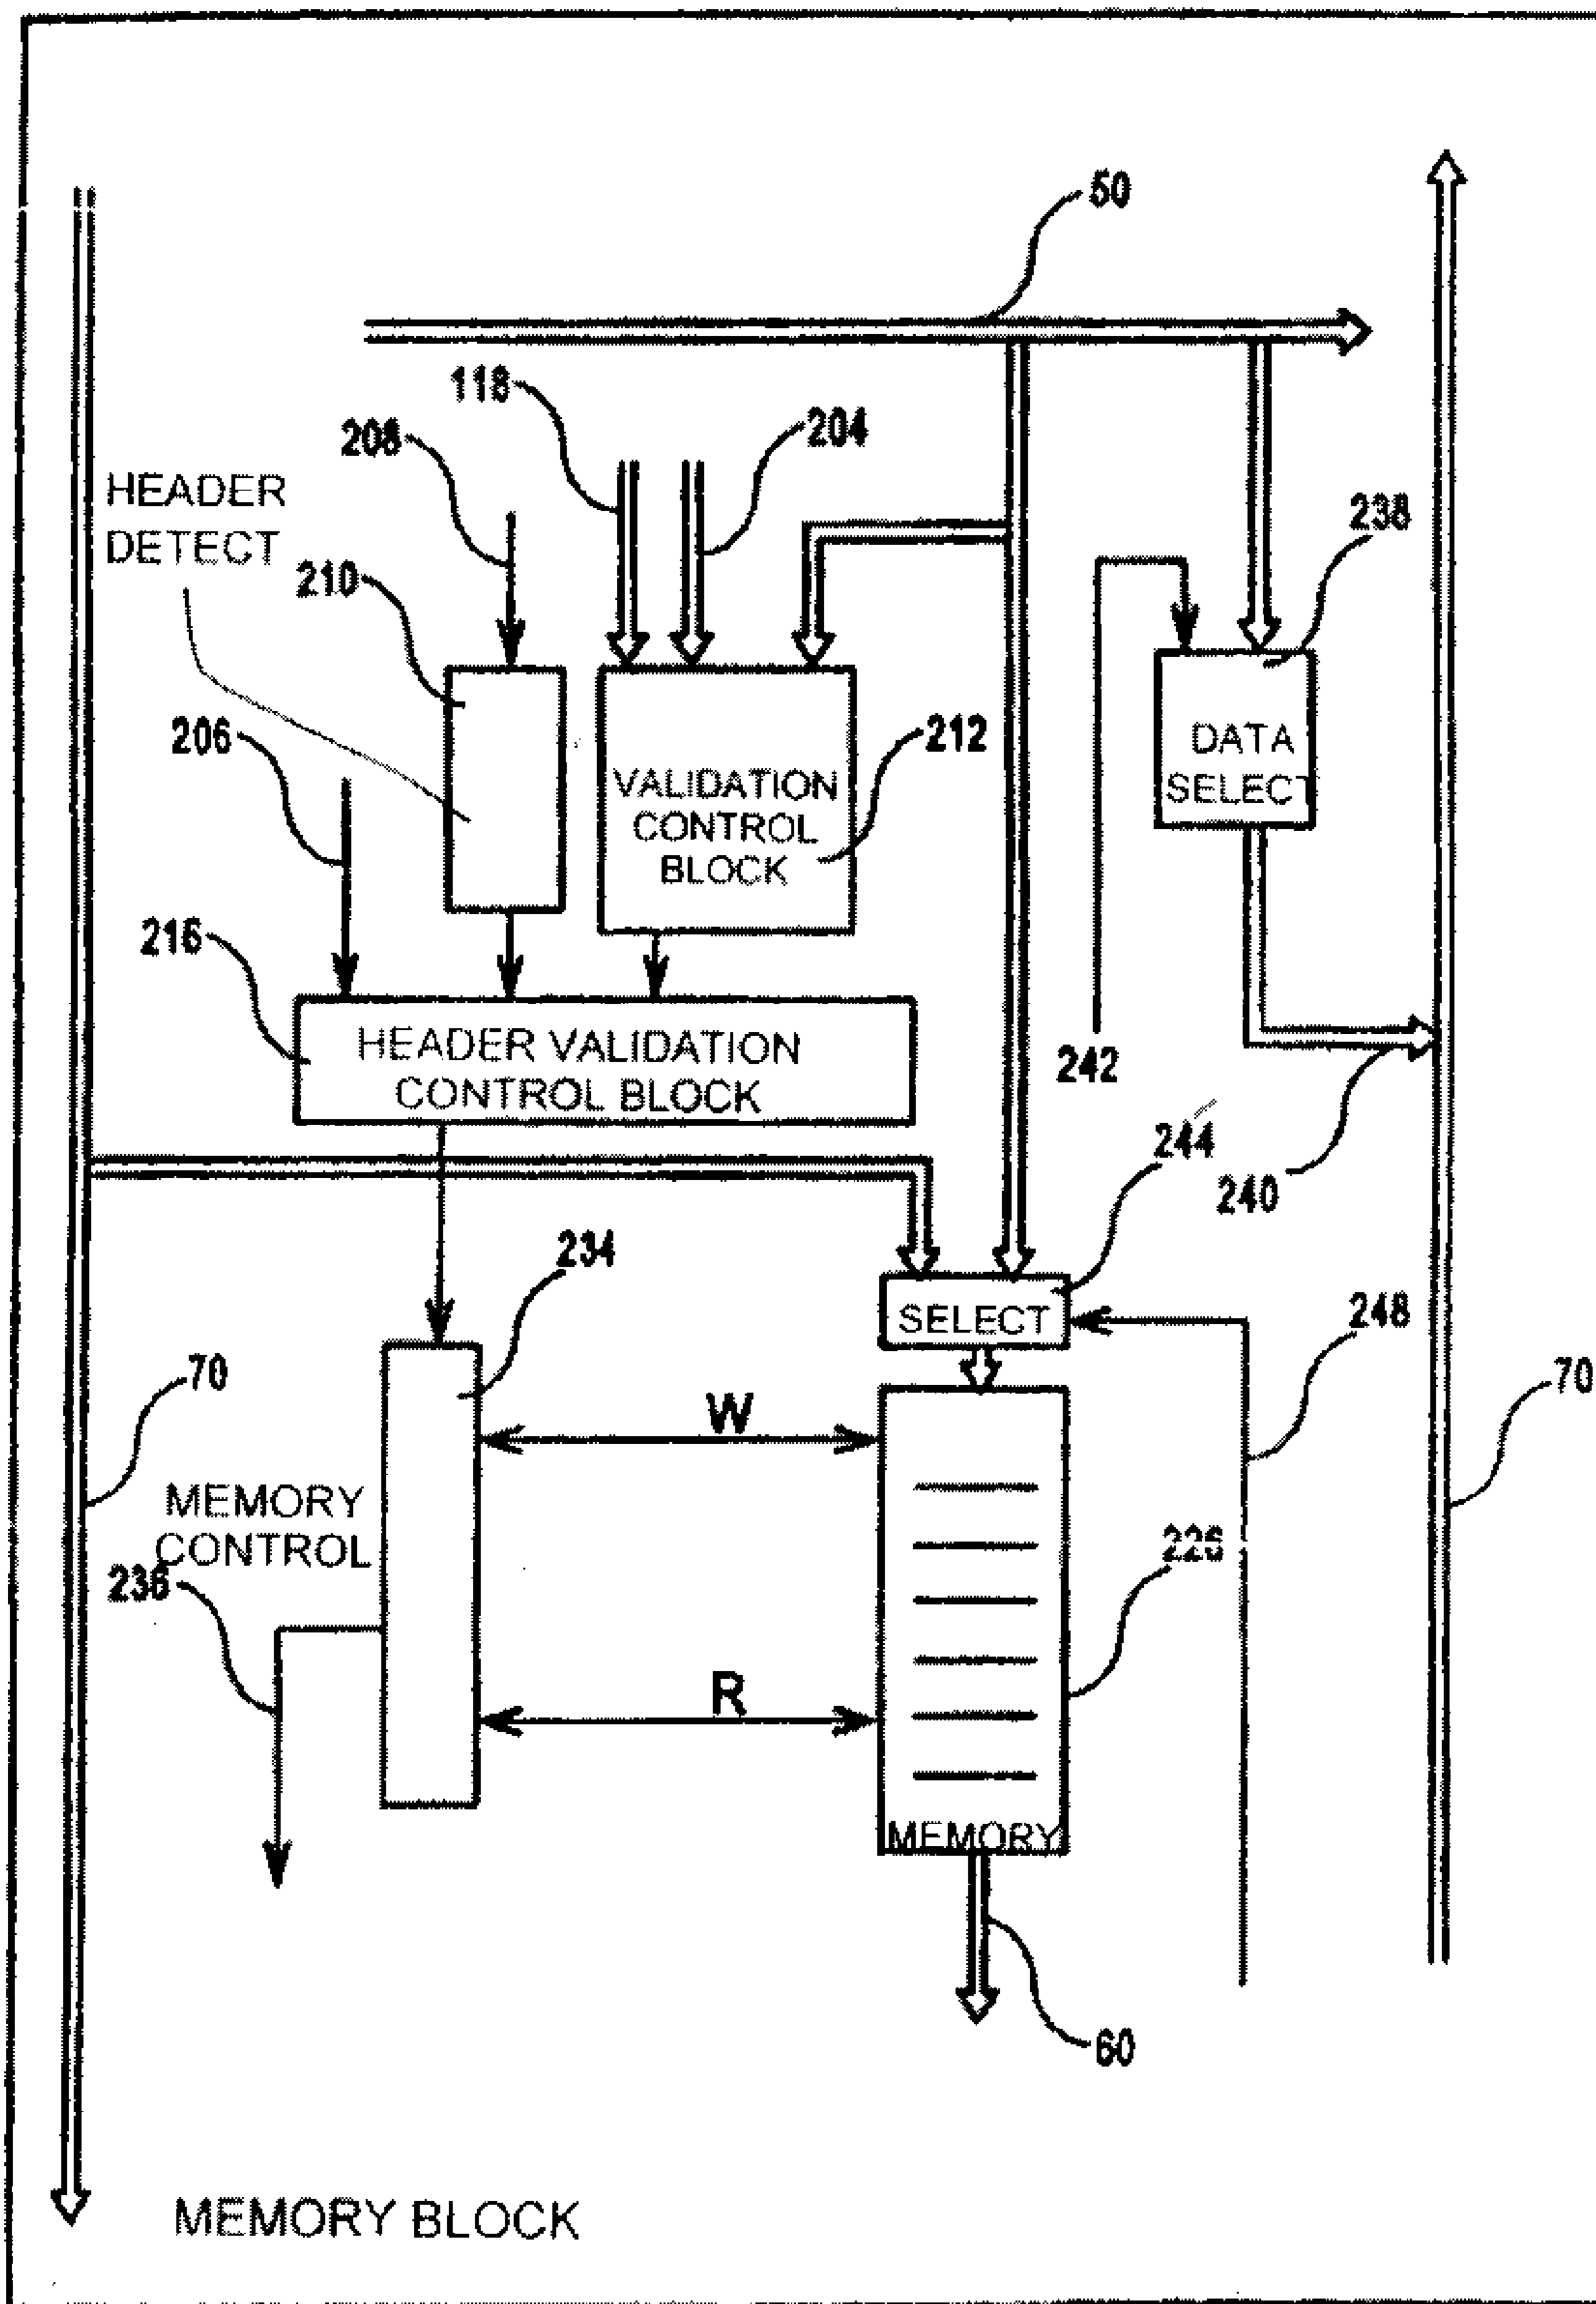 50
118
204
208
HEADER
DETECT
238
210
206
212
DATA
SELECT
VALIDATION
CONTROL
BLOCK
216
HEADER VALIDATION
CONTROL BLOCK
242
244
240
234
SELECT
248
70
70
W
MEMORY
CONTROL
226
236
R
MEMORY
60
MEMORY BLOCK